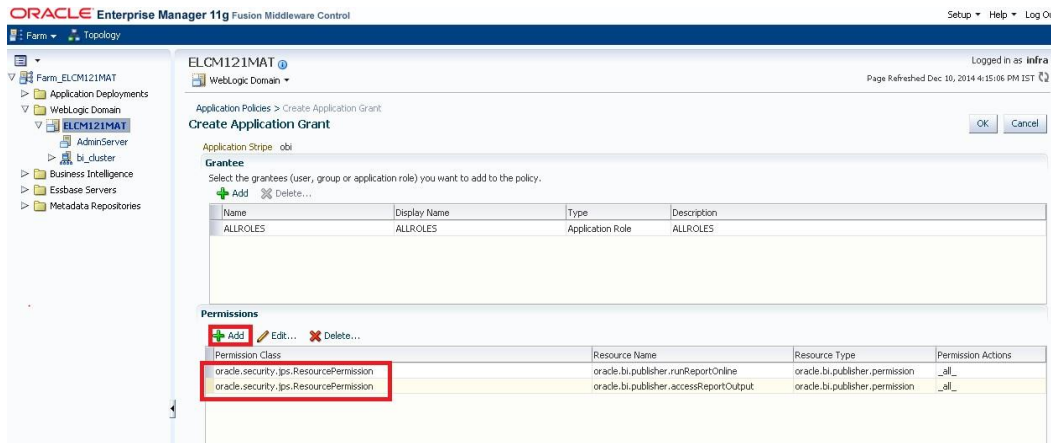 ORACLE Enterprise Manager 11g Fusion Middleware Control
Setup Help Log Ou
Farm Topology
Farm_ELCM121MAT
Application Deployments
WebLogic Domain
ELCM121MAT
AdminServer
bi_cluster
Business Intelligence
Essbase Servers
Metadata Repositories
ELCM121MAT
Logged in as infra
WebLogic Domain
Page Refreshed Dec 10, 2014 4:15:06 PM IST
Application Policies > Create Application Grant
Create Application Grant
OK Cancel
Application Stripe obi
Grantee
Select the grantees (user, group or application role) you want to add to the policy.
Add Delete...
Name Display Name Type Description
ALLROLES ALLROLES Application Role ALLROLES
Permissions
Add Edit... Delete...
Permission Class Resource Name Resource Type Permission Actions
oracle.security.jps.ResourcePermission oracle.bi.publisher.runReportOnline oracle.bi.publisher.permission _all_
oracle.security.jps.ResourcePermission oracle.bi.publisher.accessReportOutput oracle.bi.publisher.permission _all_